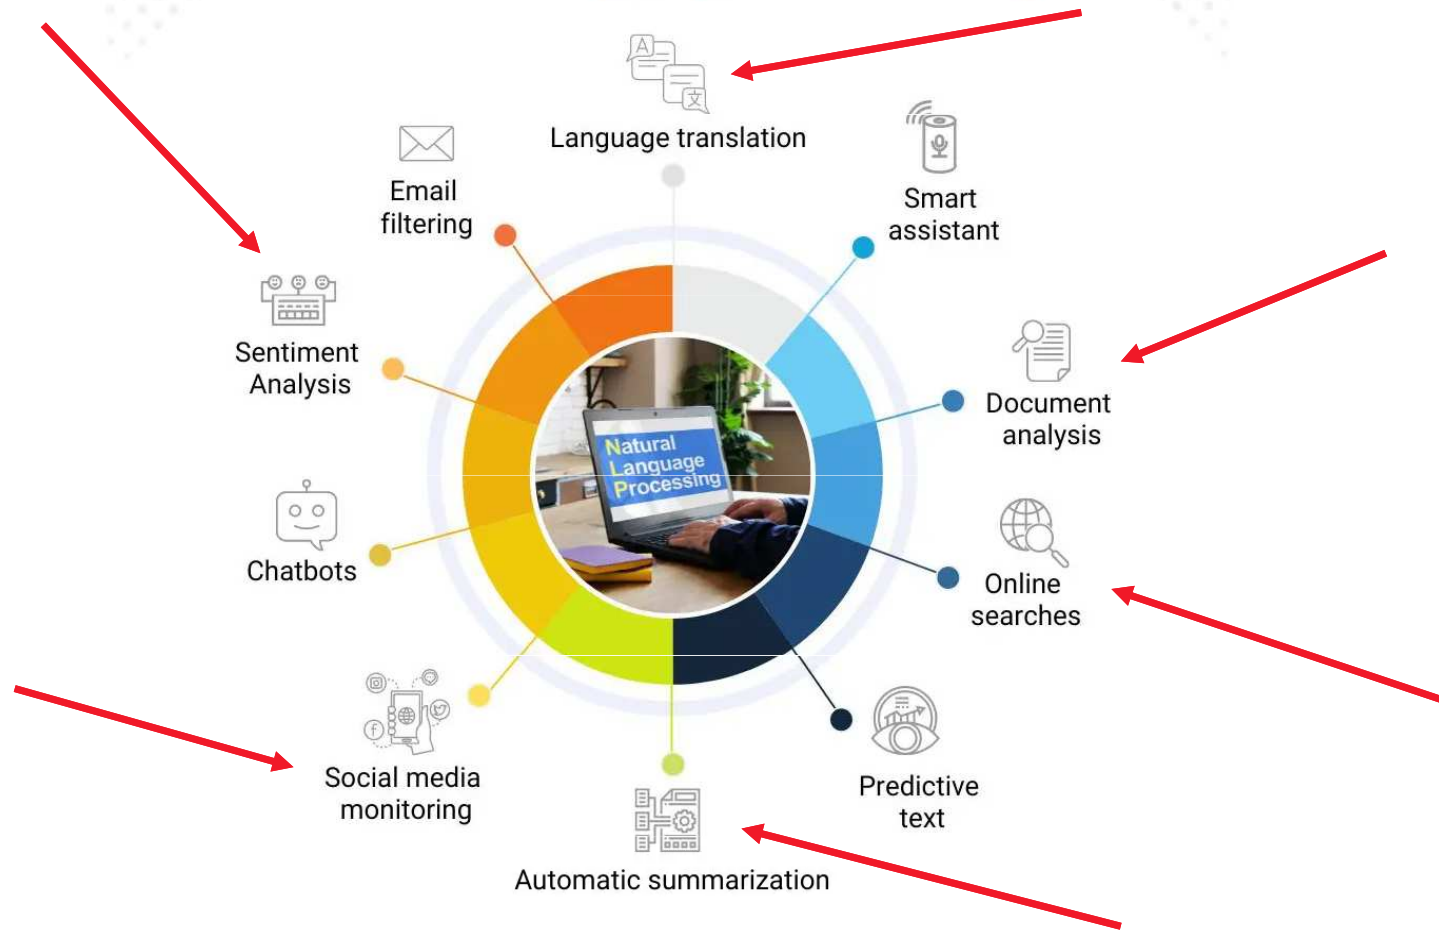 A
文
Language translation
Email
filtering
Smart
assistant
Sentiment
Analysis
Document
analysis
Natural
Language
Processing
Chatbots
Online
searches
f
Social media
monitoring
Predictive
text
Automatic summarization